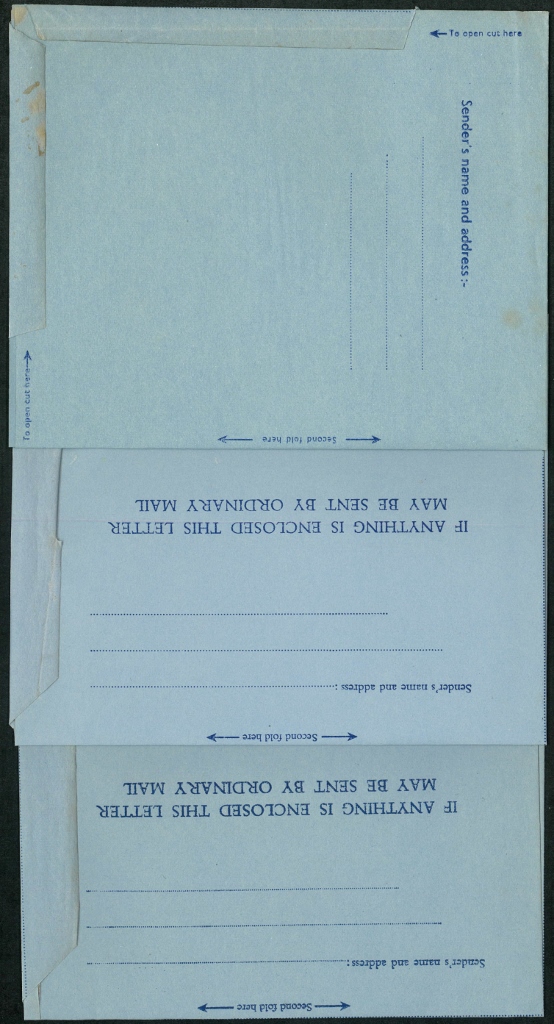 To open cut here
Sender's name and address:-
To open cut here
Second fold here
IF ANYTHING IS ENCLOSED THIS LETTER
MAY BE SENT BY ORDINARY MAIL
Sender's name and address:
Second fold here
IF ANYTHING IS ENCLOSED THIS LETTER
MAY BE SENT BY ORDINARY MAIL
Sender's name and address:
Second fold here